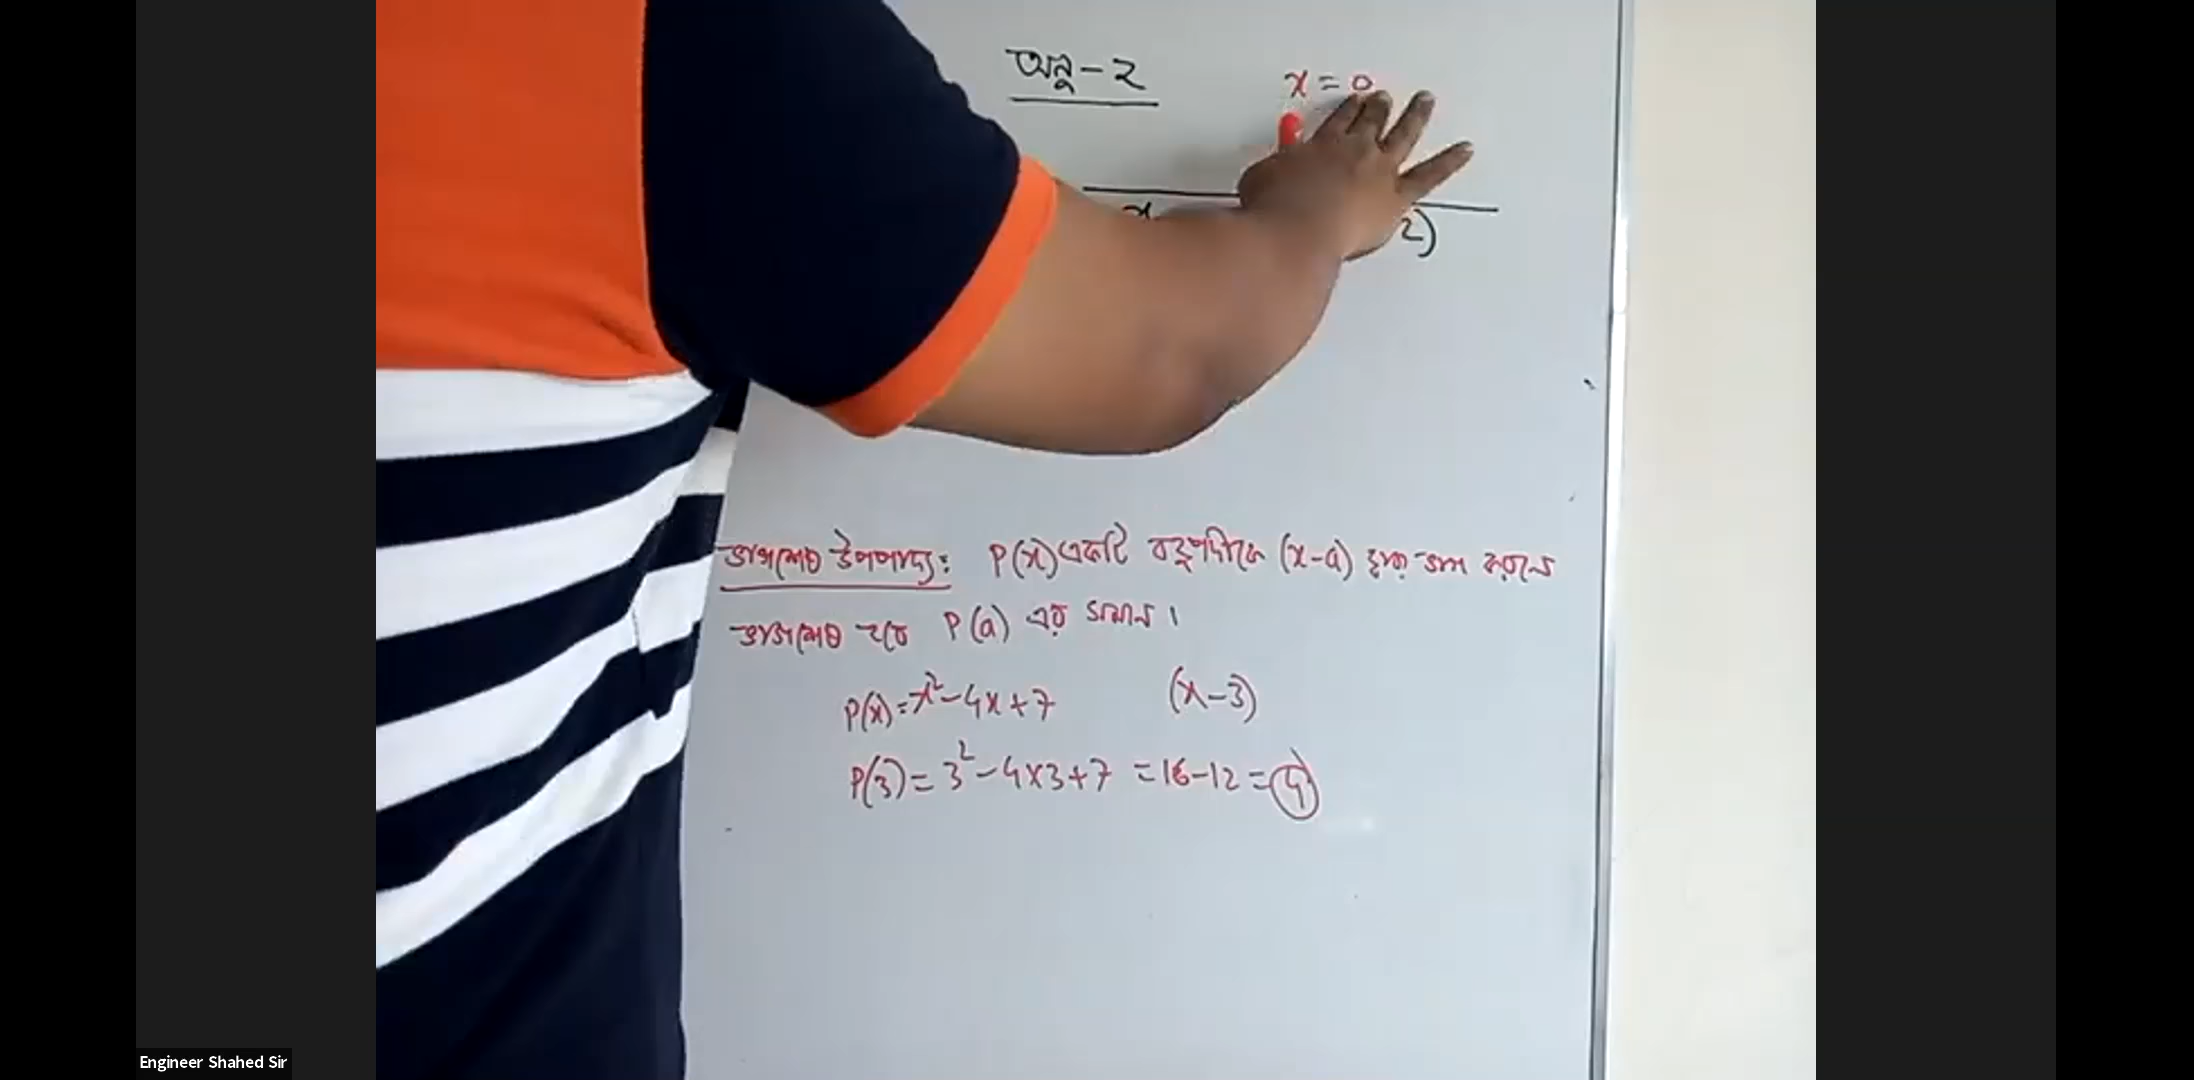 অনু-২
x = 0
x 2)
ভাগশেষ উপপাদ্য: P(x) একটি বহুপদীকে (x-a) দ্বারা ভাগ করলে
ভাগশেষ হবে P(a) এর সমান।
P(x) = x² - 4x + 7 (x-3)
P(3) = 3² - 4x3 + 7 = 16 - 12 = 4
Engineer Shahed Sir